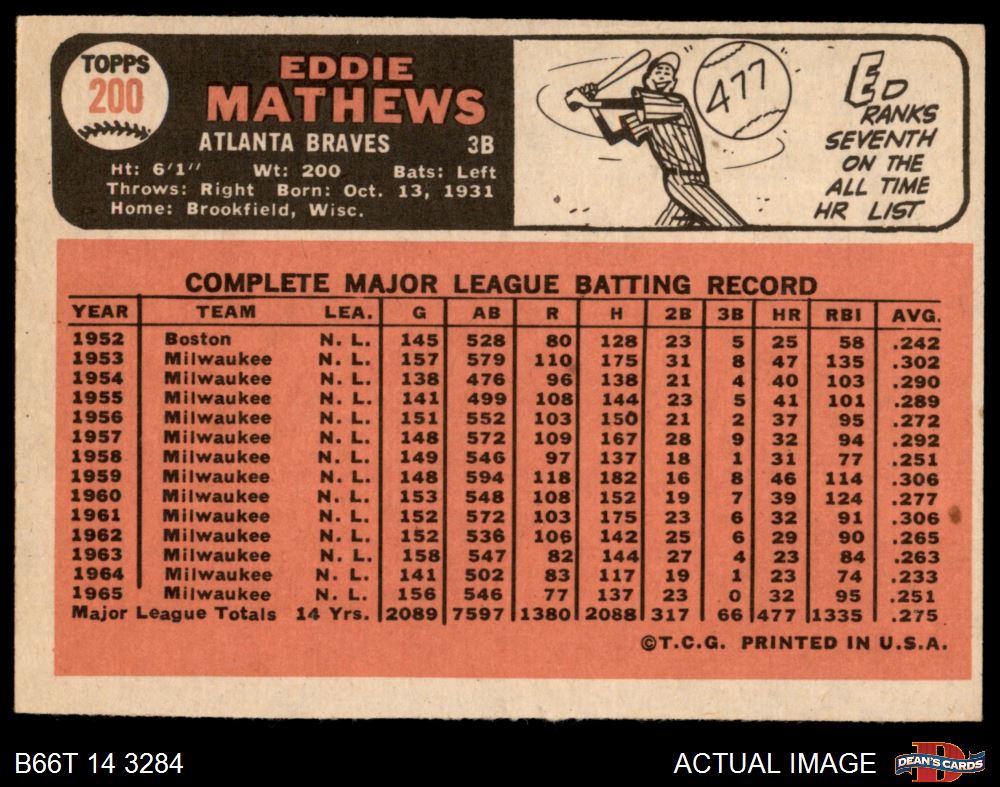 TOPPS
200
EDDIE
MATHEWS
ATLANTA BRAVES 3B
Ht: 6'1" Wt: 200 Bats: Left
Throws: Right Born: Oct. 13, 1931
Home: Brookfield, Wisc.
477
ED
RANKS
SEVENTH
ON THE
ALL TIME
HR LIST
COMPLETE MAJOR LEAGUE BATTING RECORD
YEAR TEAM LEA. G AB R H 2B 3B HR RBI AVG.
1952 Boston N. L. 145 528 80 128 23 5 25 58 .242
1953 Milwaukee N. L. 157 579 110 175 31 8 47 135 .302
1954 Milwaukee N. L. 138 476 96 138 21 4 40 103 .290
1955 Milwaukee N. L. 141 499 108 144 23 5 41 101 .289
1956 Milwaukee N. L. 151 552 103 150 21 2 37 95 .272
1957 Milwaukee N. L. 148 572 109 167 28 9 32 94 .292
1958 Milwaukee N. L. 149 546 97 137 18 1 31 77 .251
1959 Milwaukee N. L. 148 594 118 182 16 8 46 114 .306
1960 Milwaukee N. L. 153 548 108 152 19 7 39 124 .277
1961 Milwaukee N. L. 152 572 103 175 23 6 32 91 .306
1962 Milwaukee N. L. 152 536 106 142 25 6 29 90 .265
1963 Milwaukee N. L. 158 547 82 144 27 4 23 84 .263
1964 Milwaukee N. L. 141 502 83 117 19 1 23 74 .233
1965 Milwaukee N. L. 156 546 77 137 23 0 32 95 .251
Major League Totals 14 Yrs. 2089 7597 1380 2088 317 66 477 1335 .275
©T.C.G. PRINTED IN U.S.A.
B66T 14 3284 ACTUAL IMAGE
DEAN'S CARDS